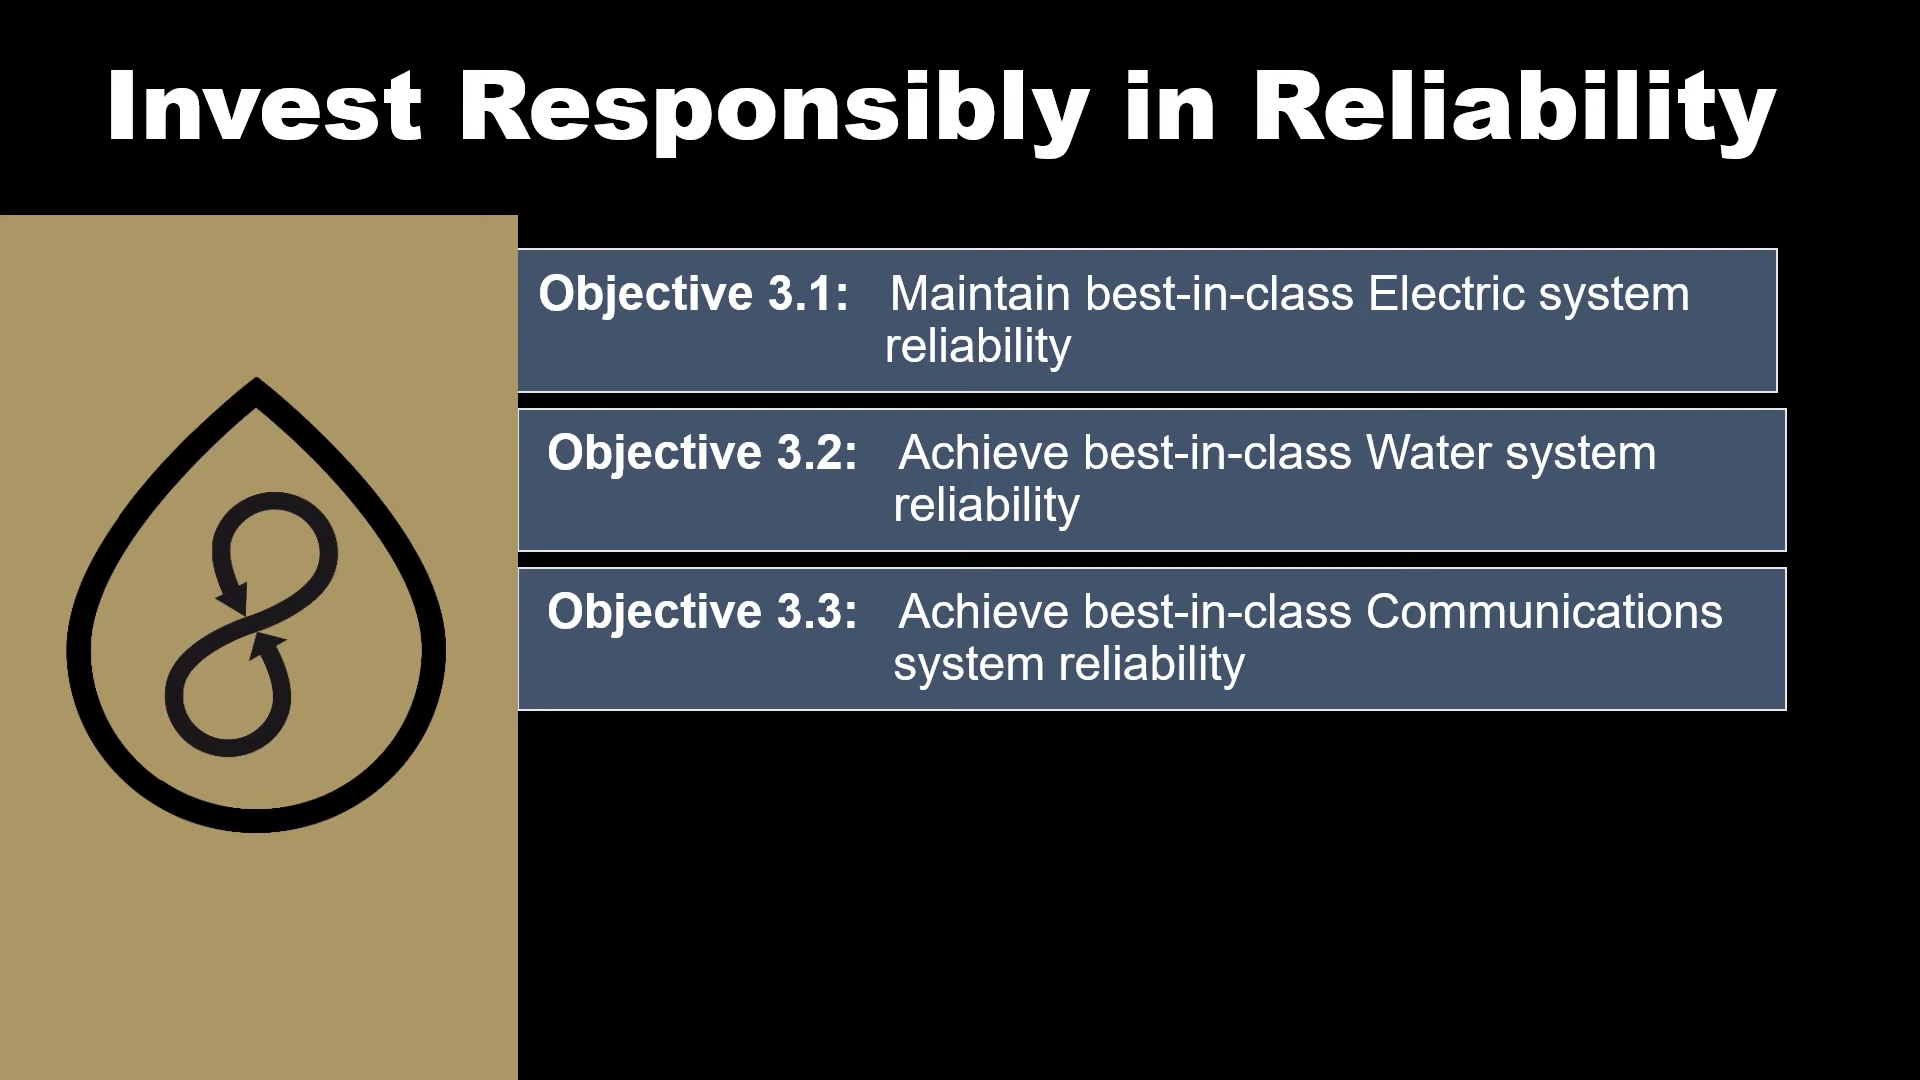 Invest Responsibly in Reliability
Objective 3.1: Maintain best-in-class Electric system
reliability
Objective 3.2: Achieve best-in-class Water system
reliability
Objective 3.3: Achieve best-in-class Communications
system reliability